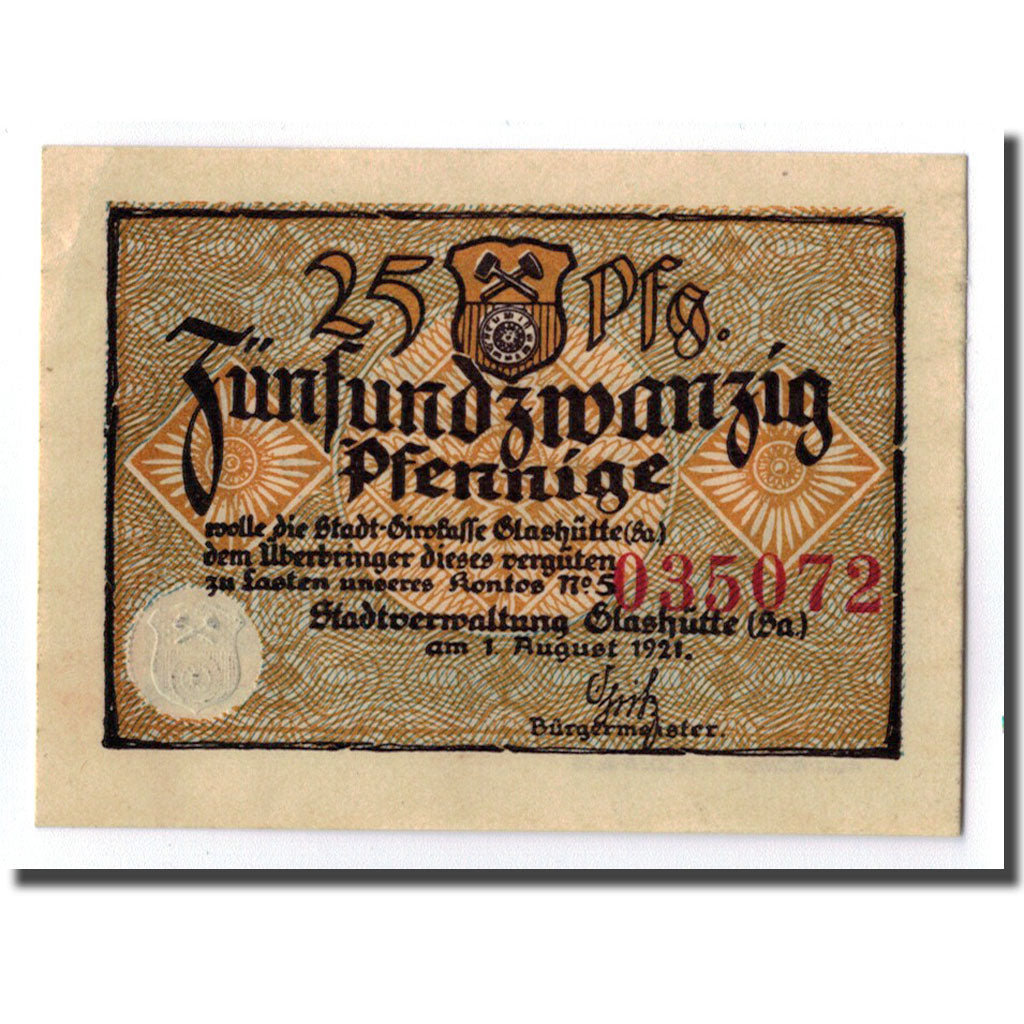 25 Pfg.
Fünfundzwanzig
Pfennige
wolle die Stadt-Girokasse Glashütte (Sa.)
dem Überbringer dieses vergüten
zu Lasten unseres Kontos No. 5 035072
Stadtverwaltung Glashütte (Sa.)
am 1. August 1921.
Bürgermeister.